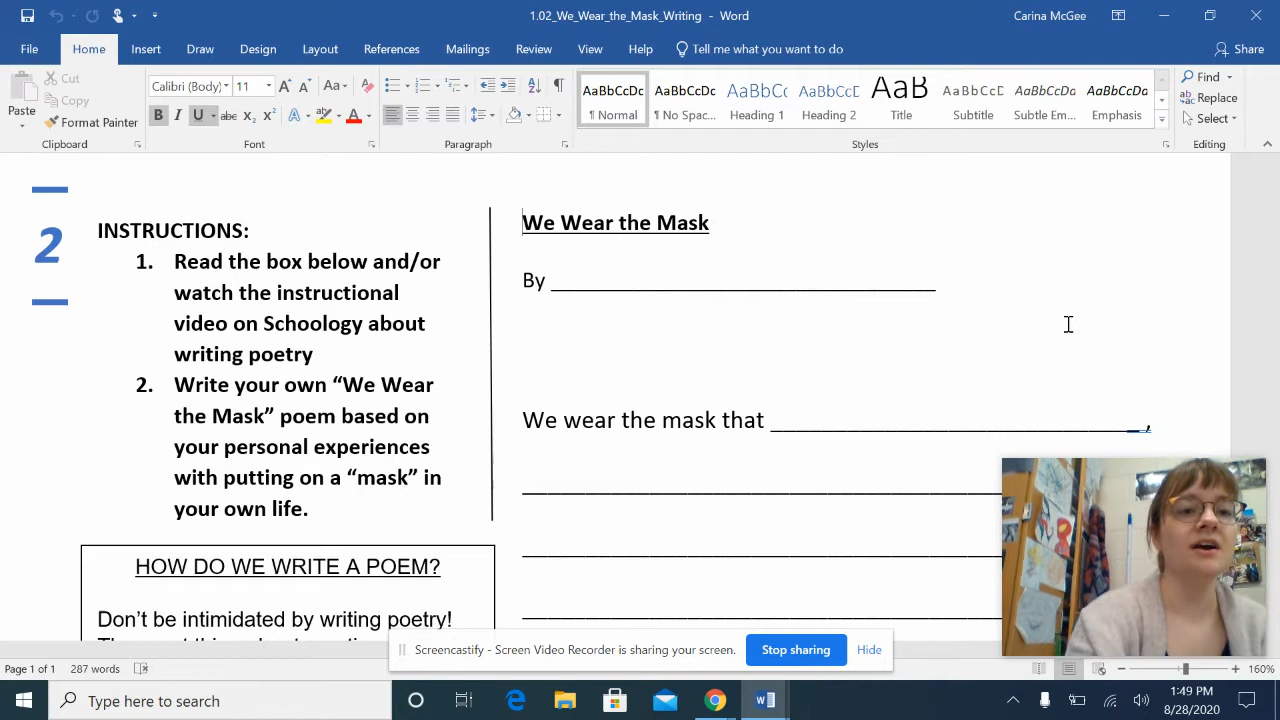 1.02_We_Wear_the_Mask_Writing - Word
Carina McGee
File Home Insert Draw Design Layout References Mailings Review View Help Tell me what you want to do Share
Paste
Cut
Copy
Format Painter
Clipboard
Calibri (Body) 11
Font
Paragraph
AaBbCcDc AaBbCcDc AaBbCc AaBbCcD AaB AaBbCcD AaBbCcDa AaBbCcDa
¶ Normal ¶ No Spac... Heading 1 Heading 2 Title Subtitle Subtle Em... Emphasis
Styles
Find
Replace
Select
Editing
2
INSTRUCTIONS:
1. Read the box below and/or
watch the instructional
video on Schoology about
writing poetry
2. Write your own “We Wear
the Mask” poem based on
your personal experiences
with putting on a “mask” in
your own life.
HOW DO WE WRITE A POEM?
Don’t be intimidated by writing poetry!
We Wear the Mask
By ________________________________
We wear the mask that ______________________________,
Screencastify - Screen Video Recorder is sharing your screen. Stop sharing Hide
Page 1 of 1 287 words 160%
Type here to search
1:49 PM
8/28/2020